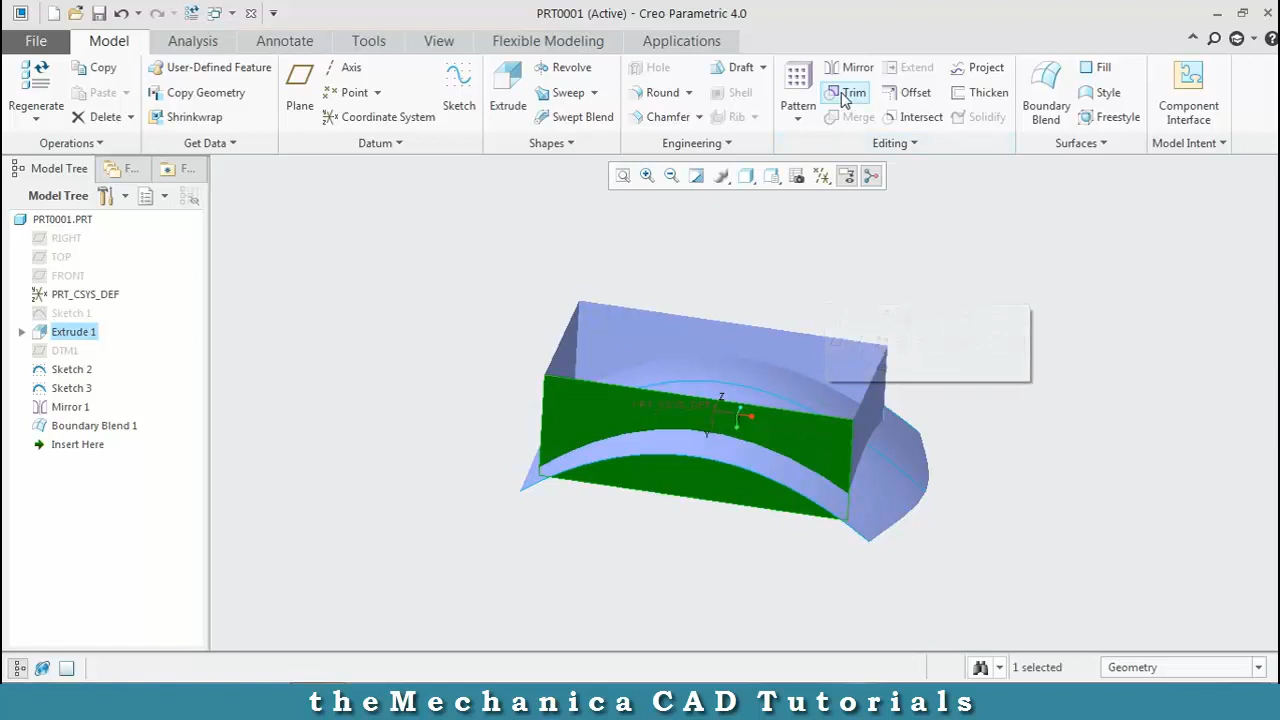 PRT0001 (Active) - Creo Parametric 4.0
File Model Analysis Annotate Tools View Flexible Modeling Applications
Copy User-Defined Feature Axis Revolve Hole Draft Mirror Extend Project Fill
Regenerate Paste Copy Geometry Plane Point Sketch Extrude Sweep Round Shell Pattern Trim Offset Thicken Boundary Blend Style Component Interface
Delete Shrinkwrap Coordinate System Swept Blend Chamfer Rib Merge Intersect Solidify Freestyle
Operations Get Data Datum Shapes Engineering Editing Surfaces Model Intent
Model Tree F... F...
Model Tree
PRT0001.PRT
RIGHT
TOP
FRONT
PRT_CSYS_DEF
Sketch 1
Extrude 1
DTM1
Sketch 2
Sketch 3
Mirror 1
Boundary Blend 1
Insert Here
Z
PRT_CSYS_DEF
Y
1 selected Geometry
theMechanica CAD Tutorials